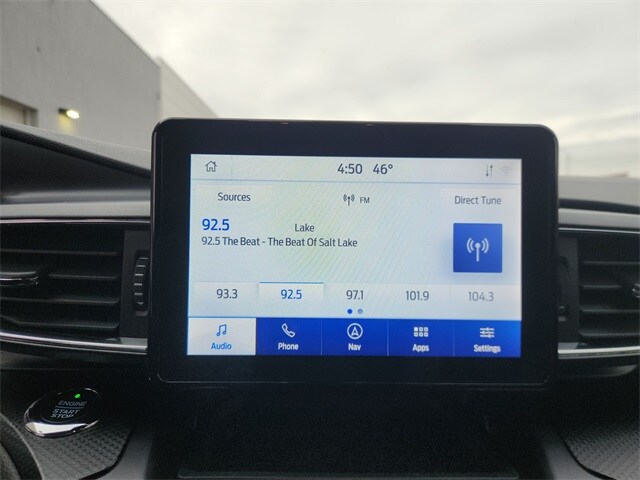 4:50 46°
Sources FM Direct Tune
92.5 Lake
92.5 The Beat - The Beat Of Salt Lake
93.3 92.5 97.1 101.9 104.3
Audio Phone Nav Apps Settings
ENGINE
START
STOP